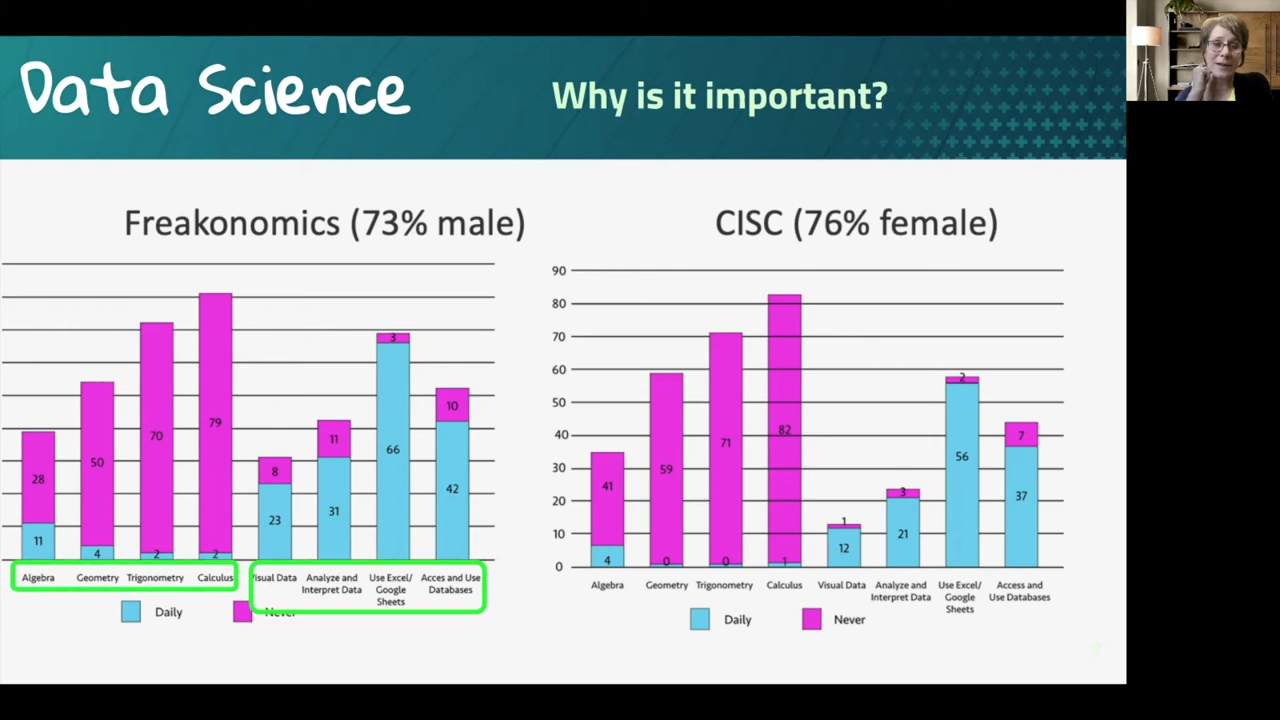 Data Science
Why is it important?
Freakonomics (73% male)
3
10
79
70
11
66
50
8
28
42
31
23
11
4
2
2
Algebra
Geometry
Trigonometry
Calculus
Visual Data
Analyze and
Interpret Data
Use Excel/
Google
Sheets
Acces and Use
Databases
Daily
Never
CISC (76% female)
90
80
70
60
50
40
30
20
10
0
41
4
59
0
71
0
82
1
1
12
3
21
2
56
7
37
Algebra
Geometry
Trigonometry
Calculus
Visual Data
Analyze and
Interpret Data
Use Excel/
Google
Sheets
Access and
Use Databases
Daily
Never